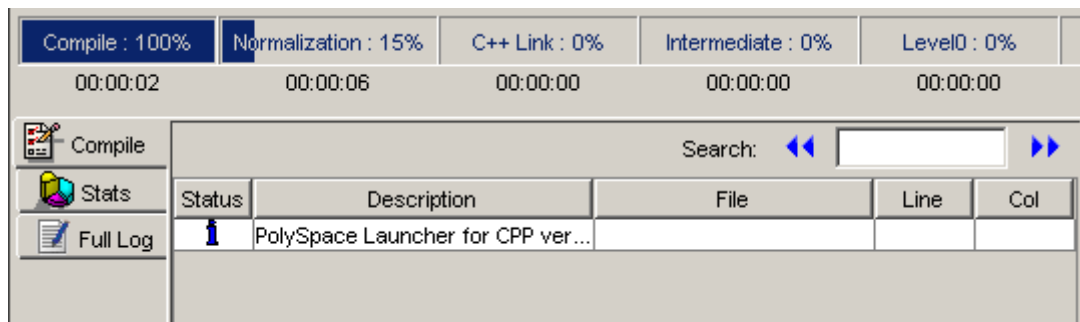 Compile : 100% Normalization : 15% C++ Link : 0% Intermediate : 0% Level0 : 0%
00:00:02 00:00:06 00:00:00 00:00:00 00:00:00
Compile Search:
Stats Status Description File Line Col
Full Log PolySpace Launcher for CPP ver...